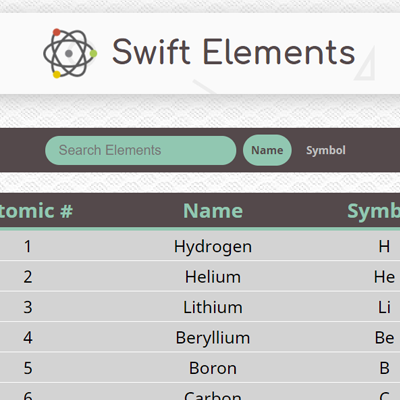 Swift Elements
Search Elements Name Symbol
tomic # Name Symb
1 Hydrogen H
2 Helium He
3 Lithium Li
4 Beryllium Be
5 Boron B
6 Carbon C